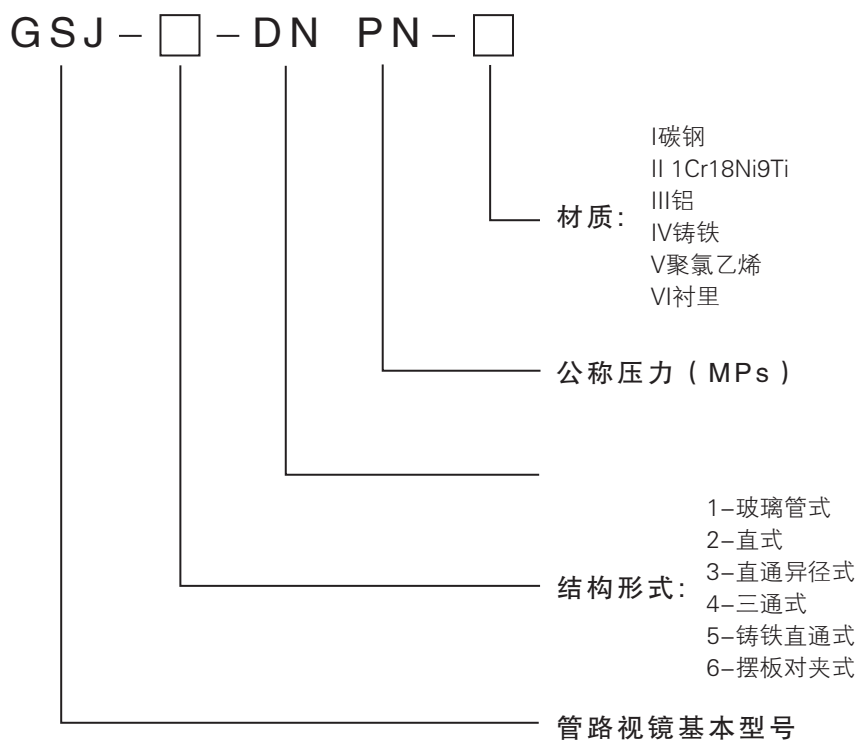 GSJ–□–DN PN–□
I碳钢
II 1Cr18Ni9Ti
III铝
材质:
IV铸铁
V聚氯乙烯
VI衬里
公称压力（MPs）
1–玻璃管式
2–直式
3–直通异径式
结构形式:
4–三通式
5–铸铁直通式
6–摆板对夹式
管路视镜基本型号